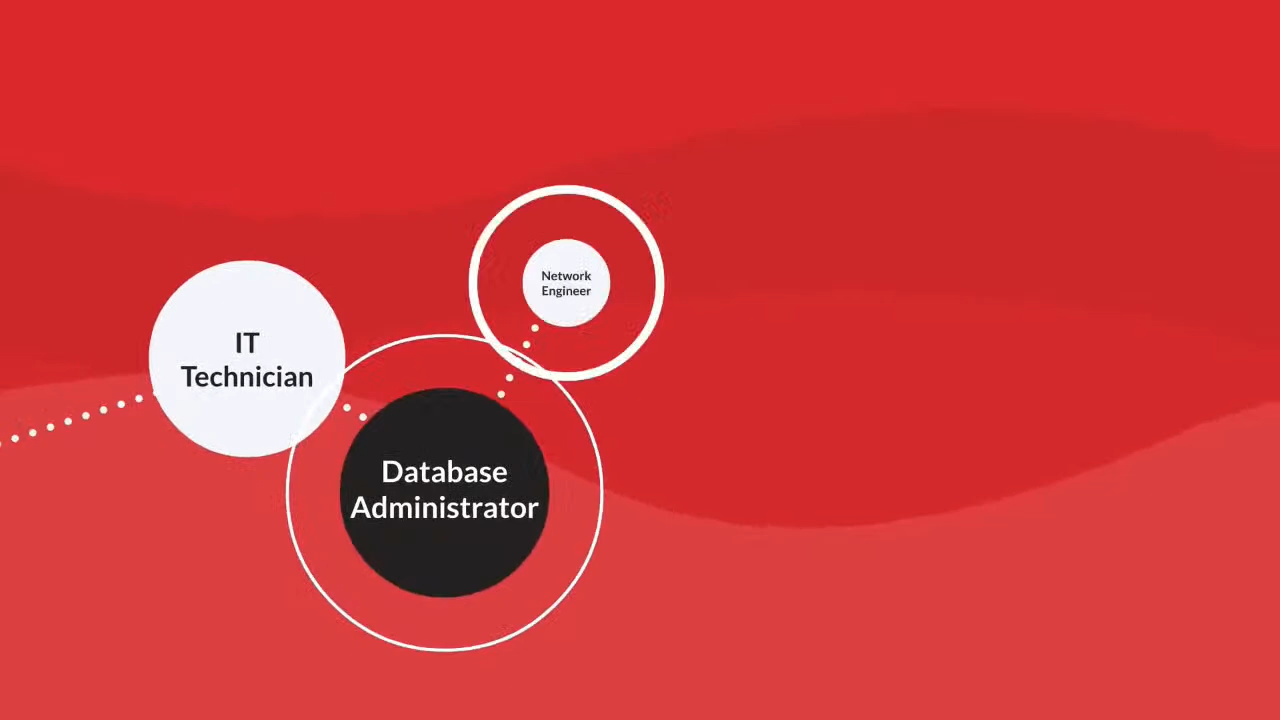 Network
Engineer
IT
Technician
Database
Administrator